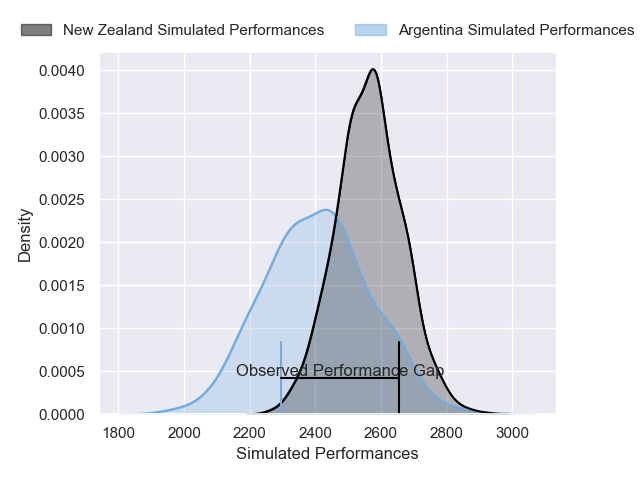 New Zealand Simulated Performances Argentina Simulated Performances
0.0040
0.0035
0.0030
0.0025
0.0020
0.0015
0.0010
0.0005
0.0000
Density
Observed Performance Gap
1800 2000 2200 2400 2600 2800 3000
Simulated Performances